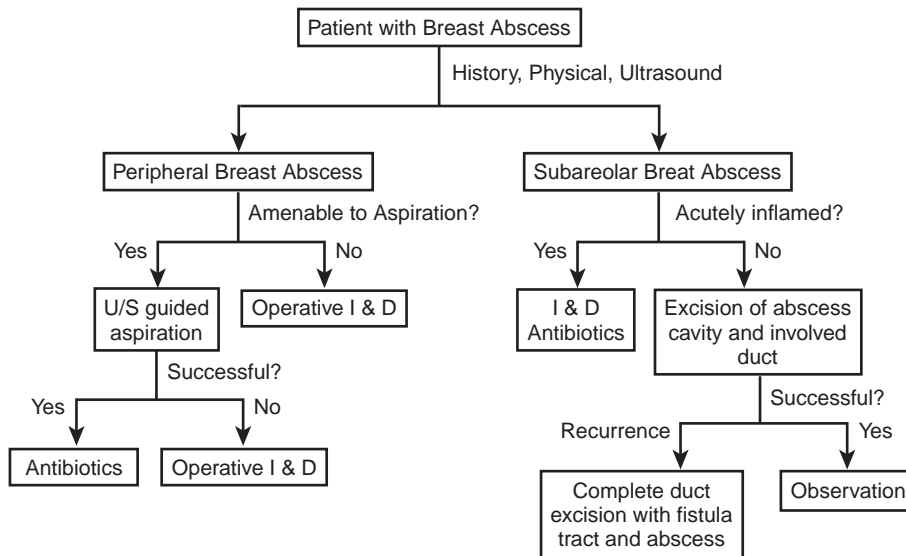 Patient with Breast Abscess
History, Physical, Ultrasound
Peripheral Breast Abscess
Subareolar Breat Abscess
Amenable to Aspiration?
Acutely inflamed?
Yes
No
Yes
No
U/S guided
aspiration
Operative I & D
I & D
Antibiotics
Excision of abscess
cavity and involved
duct
Successful?
Successful?
Yes
No
Recurrence
Yes
Antibiotics
Operative I & D
Complete duct
excision with fistula
tract and abscess
Observation